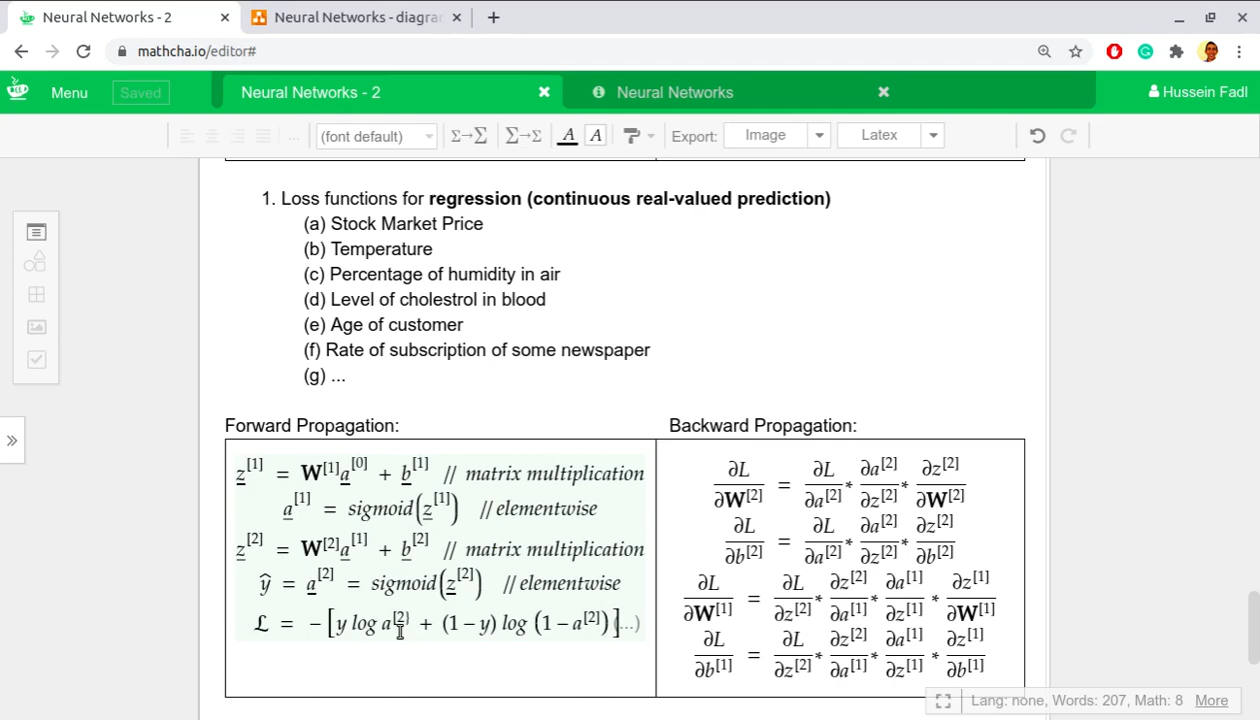 Neural Networks - 2
Neural Networks - diagra
mathcha.io/editor#
Menu
Saved
Neural Networks - 2
Neural Networks
Hussein Fadl
...
(font default)
Σ→Σ
Σ→Σ
A
A
Export:
Image
Latex
1. Loss functions for regression (continuous real-valued prediction)
(a) Stock Market Price
(b) Temperature
(c) Percentage of humidity in air
(d) Level of cholestrol in blood
(e) Age of customer
(f) Rate of subscription of some newspaper
(g) ...
Forward Propagation:
z^[1] = W^[1]a^[0] + b^[1] // matrix multiplication
a^[1] = sigmoid(z^[1]) //elementwise
z^[2] = W^[2]a^[1] + b^[2] // matrix multiplication
ŷ = a^[2] = sigmoid(z^[2]) //elementwise
ℒ = −[y log a^[2] + (1−y) log (1−a^[2])](...)
Backward Propagation:
∂L/∂W^[2] = ∂L/∂a^[2] * ∂a^[2]/∂z^[2] * ∂z^[2]/∂W^[2]
∂L/∂b^[2] = ∂L/∂a^[2] * ∂a^[2]/∂z^[2] * ∂z^[2]/∂b^[2]
∂L/∂W^[1] = ∂L/∂z^[2] * ∂z^[2]/∂a^[1] * ∂a^[1]/∂z^[1] * ∂z^[1]/∂W^[1]
∂L/∂b^[1] = ∂L/∂z^[2] * ∂z^[2]/∂a^[1] * ∂a^[1]/∂z^[1] * ∂z^[1]/∂b^[1]
Lang: none, Words: 207, Math: 8 More